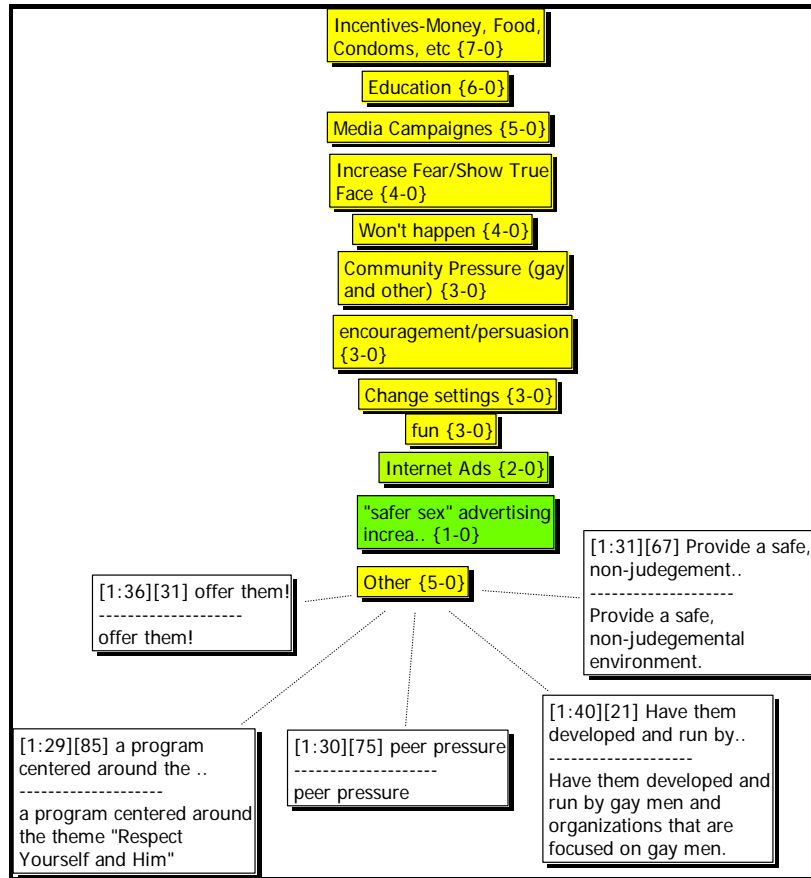 Incentives-Money, Food,
Condoms, etc {7-0}
Education {6-0}
Media Campaignes {5-0}
Increase Fear/Show True
Face {4-0}
Won't happen {4-0}
Community Pressure (gay
and other) {3-0}
encouragement/persuasion
{3-0}
Change settings {3-0}
fun {3-0}
Internet Ads {2-0}
"safer sex" advertising
increa.. {1-0}
Other {5-0}
[1:36][31] offer them!
--------------------
offer them!
[1:31][67] Provide a safe,
non-judegement..
--------------------
Provide a safe,
non-judegemental
environment.
[1:29][85] a program
centered around the ..
--------------------
a program centered around
the theme "Respect
Yourself and Him"
[1:30][75] peer pressure
--------------------
peer pressure
[1:40][21] Have them
developed and run by..
--------------------
Have them developed and
run by gay men and
organizations that are
focused on gay men.